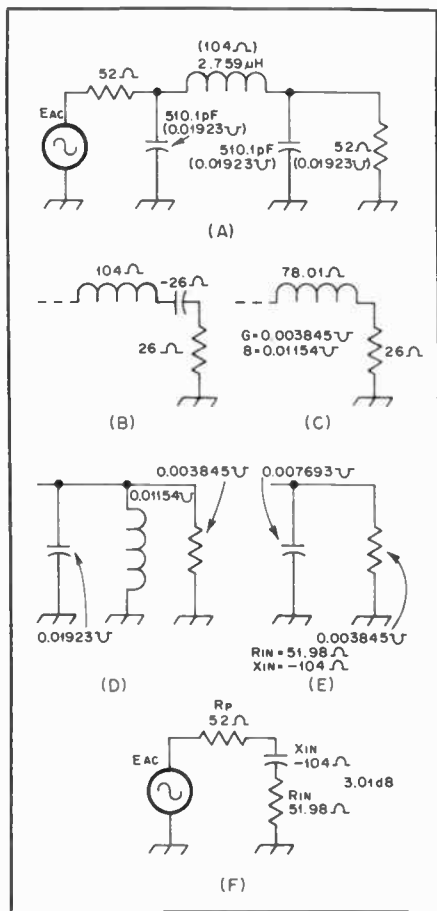 (104Ω)
2.759μH
52Ω
EAC
510.1pF
(0.01923℧)
510.1pF
(0.01923℧)
52Ω
(0.01923℧)
(A)
104Ω
-26Ω
26Ω
(B)
78.01Ω
G=0.003845℧
B=0.01154℧
26Ω
(C)
0.003845℧
0.01154℧
0.01923℧
(D)
0.007693℧
0.003845℧
RIN=51.98Ω
XIN=-104Ω
(E)
RP
52Ω
EAC
XIN
-104Ω
3.01dB
RIN
51.98Ω
(F)